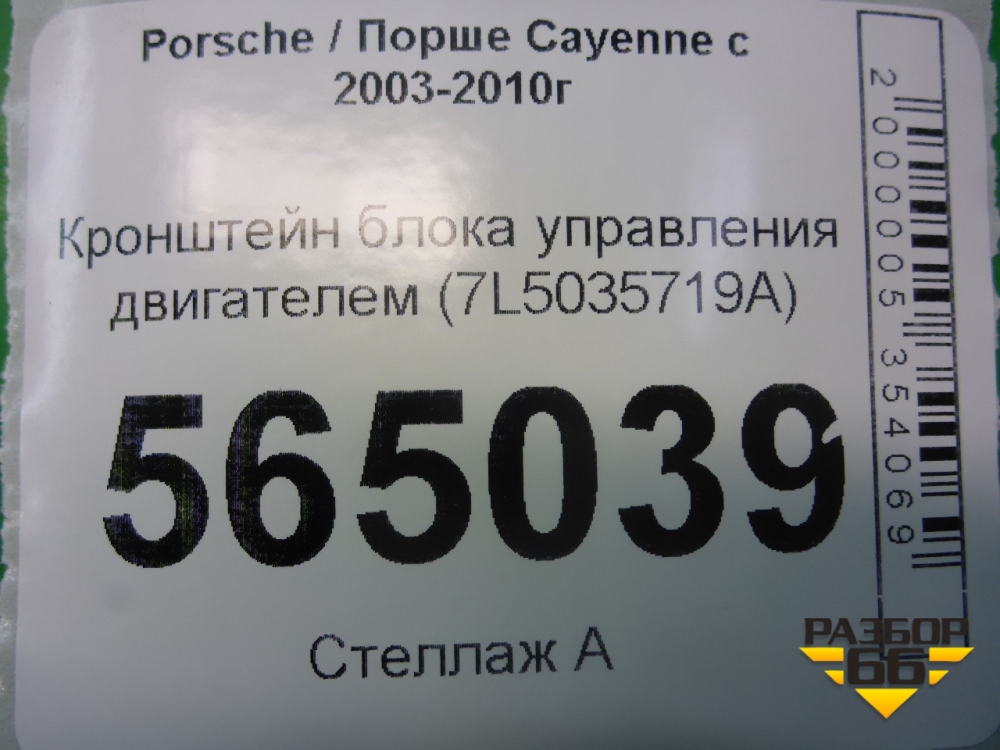 Porsche / Порше Cayenne с
2003-2010г
Кронштейн блока управления
двигателем (7L5035719A)
565039
Стеллаж А
2000005354069
РАЗБОР
66